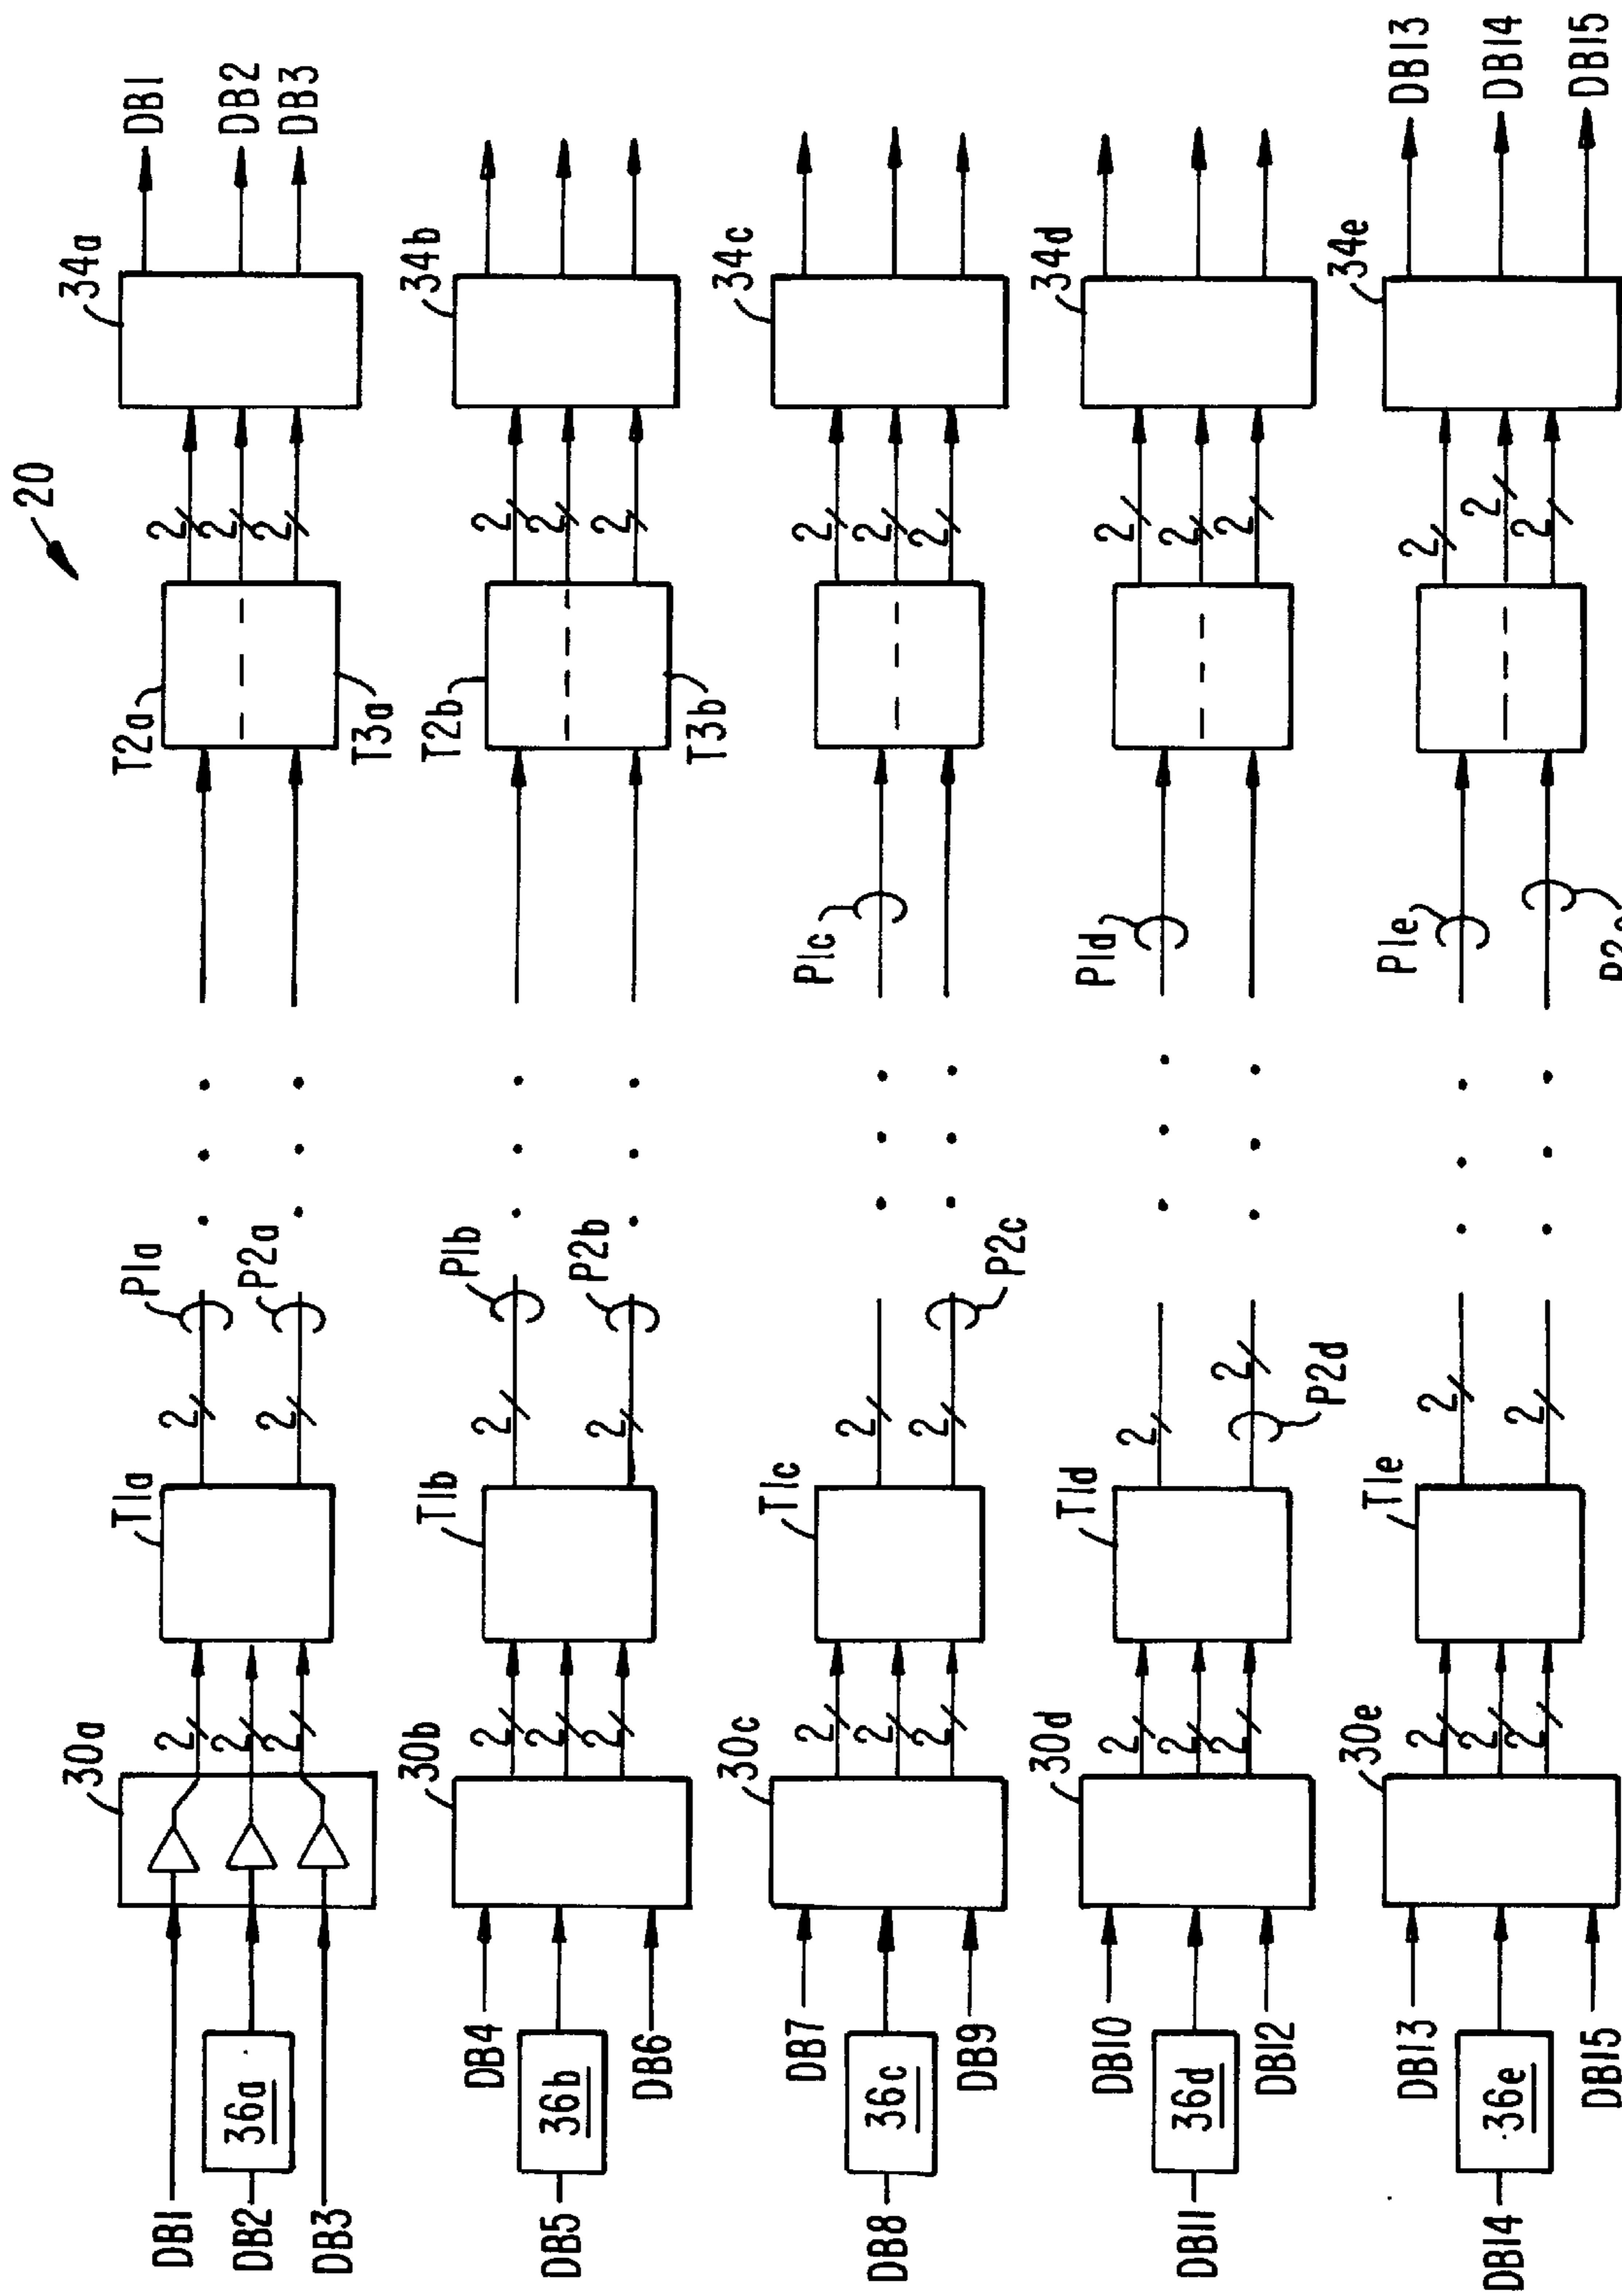 20
DB1
36a
DB2
DB3
30a
2
2
2
T1a
2
2
P1a
P2a
T2a
T3a
2
2
2
34a
DB1
DB2
DB3
DB4
36b
DB5
DB6
30b
2
2
2
T1b
2
2
P1b
P2b
T2b
T3b
2
2
2
34b
DB7
36c
DB8
DB9
30c
2
2
2
T1c
2
2
P2c
P1c
2
2
2
34c
DB10
36d
DB11
DB12
30d
2
2
2
T1d
2
2
P2d
P1d
2
2
2
34d
DB13
36e
DB14
DB15
30e
2
2
2
T1e
2
2
P1e
2
2
2
34e
DB13
DB14
DB15